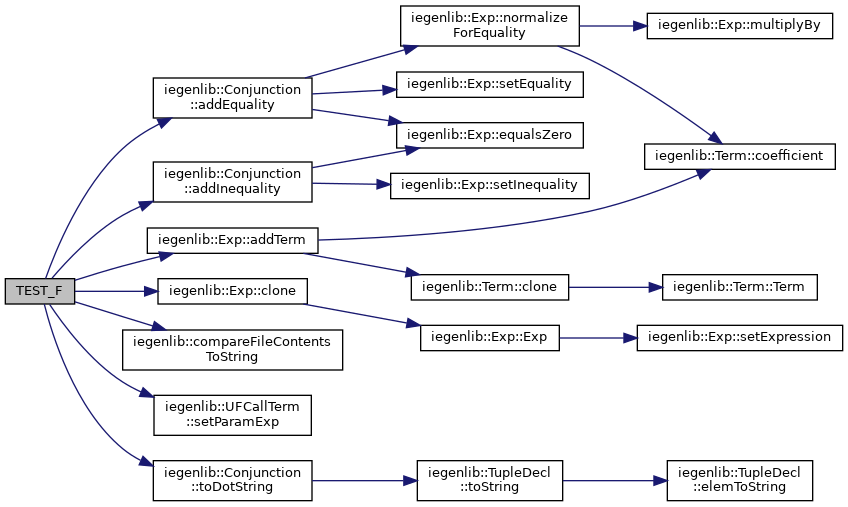 TEST_F
iegenlib::Conjunction
::addEquality
iegenlib::Exp::normalize
ForEquality
iegenlib::Exp::multiplyBy
iegenlib::Exp::setEquality
iegenlib::Exp::equalsZero
iegenlib::Term::coefficient
iegenlib::Conjunction
::addInequality
iegenlib::Exp::setInequality
iegenlib::Exp::addTerm
iegenlib::Term::clone
iegenlib::Term::Term
iegenlib::Exp::clone
iegenlib::Exp::Exp
iegenlib::Exp::setExpression
iegenlib::compareFileContents
ToString
iegenlib::UFCallTerm
::setParamExp
iegenlib::Conjunction
::toDotString
iegenlib::TupleDecl
::toString
iegenlib::TupleDecl
::elemToString